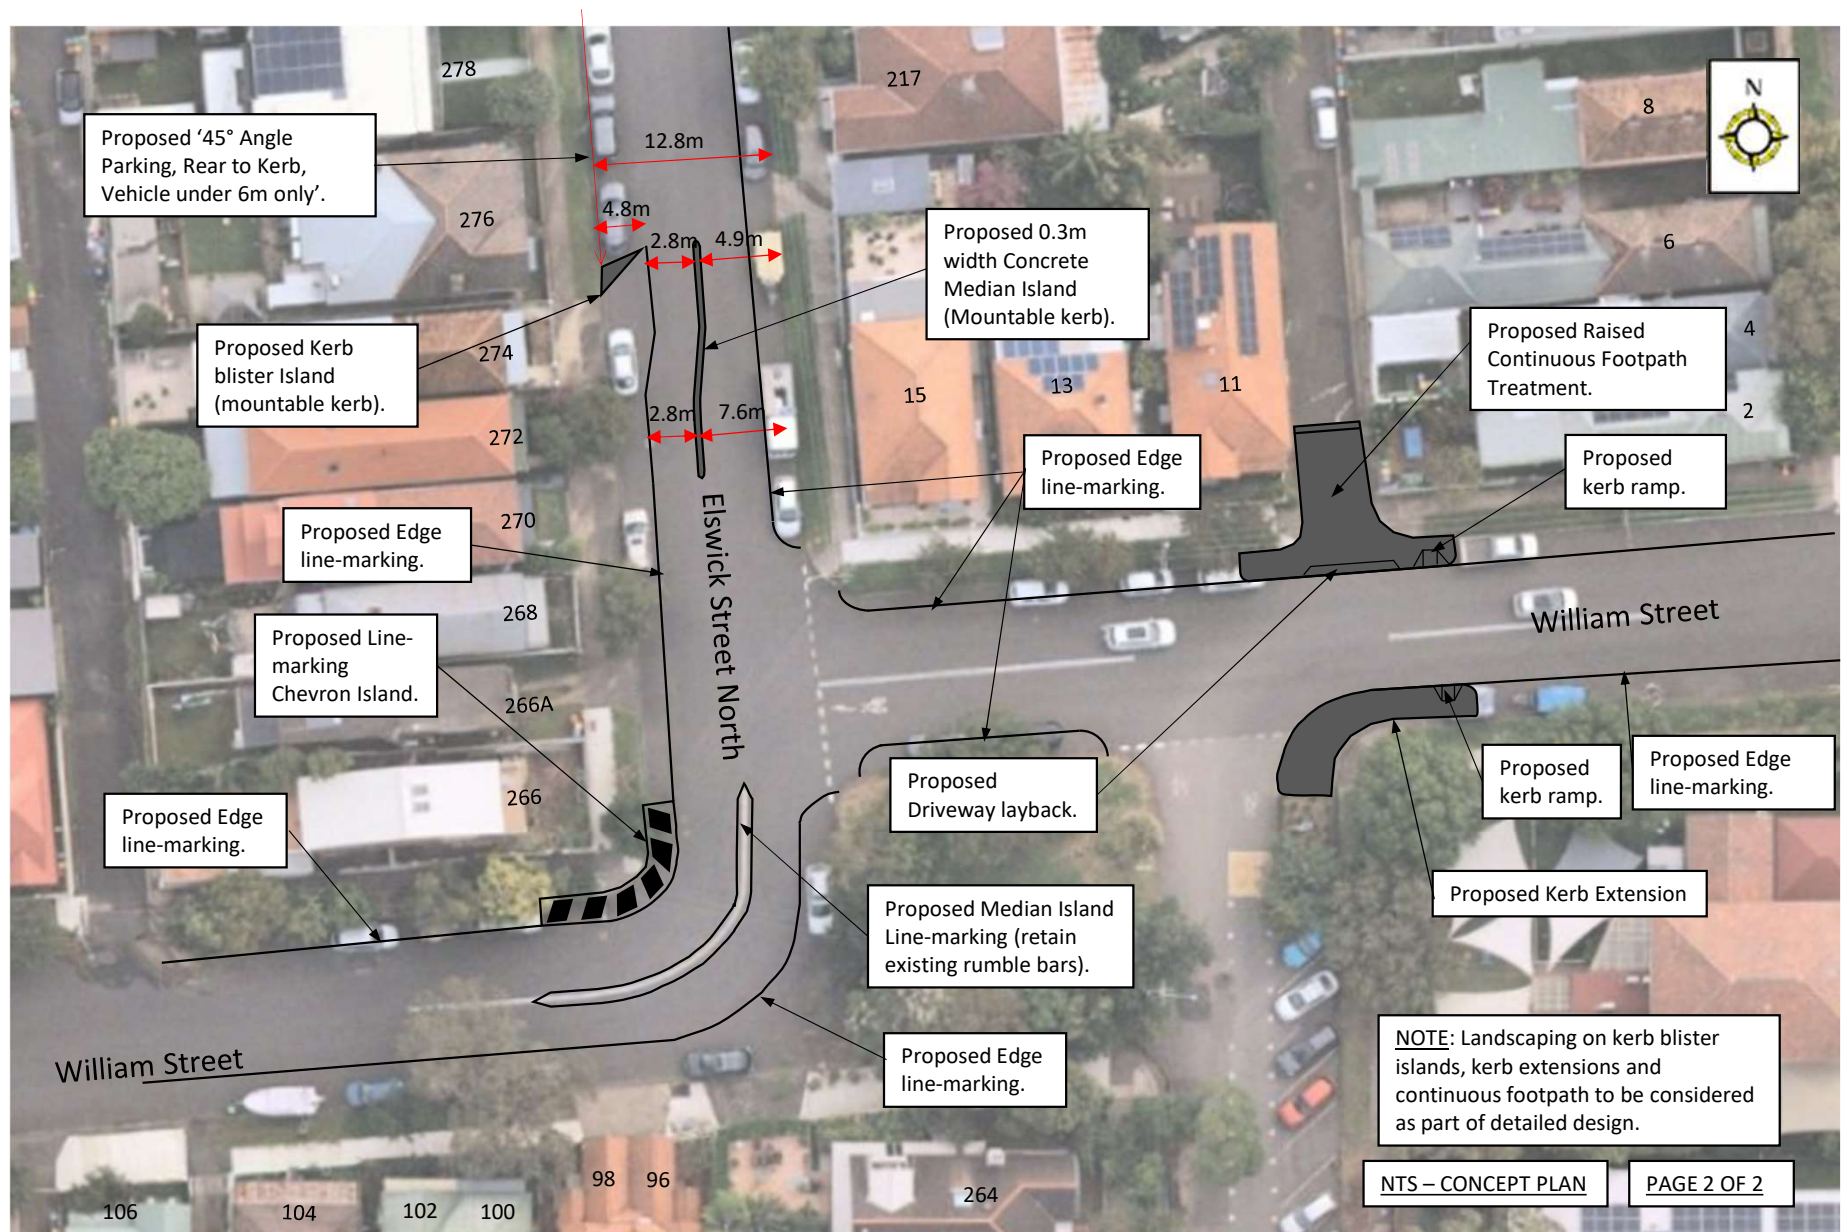 278
217
8
N
Proposed ‘45° Angle
Parking, Rear to Kerb,
Vehicle under 6m only’.
12.8m
276
4.8m
2.8m
4.9m
Proposed 0.3m
width Concrete
Median Island
(Mountable kerb).
6
Proposed Kerb
blister Island
(mountable kerb).
274
Proposed Raised
Continuous Footpath
Treatment.
4
2
15
13
11
2.8m
7.6m
272
Proposed Edge
line-marking.
Proposed
kerb ramp.
270
Proposed Edge
line-marking.
Elswick Street North
268
William Street
Proposed Line-
marking
Chevron Island.
266A
266
Proposed
Driveway layback.
Proposed
kerb ramp.
Proposed Edge
line-marking.
Proposed Edge
line-marking.
Proposed Kerb Extension
Proposed Median Island
Line-marking (retain
existing rumble bars).
William Street
Proposed Edge
line-marking.
NOTE: Landscaping on kerb blister
islands, kerb extensions and
continuous footpath to be considered
as part of detailed design.
106
104
102
100
98
96
264
NTS – CONCEPT PLAN
PAGE 2 OF 2